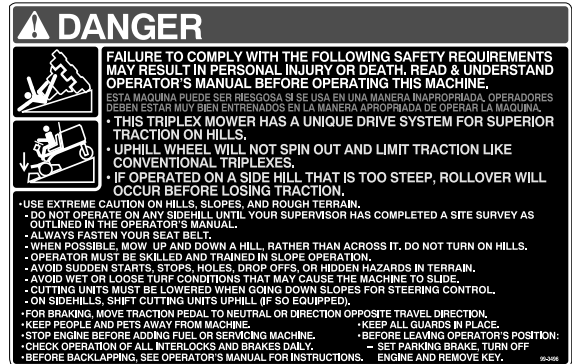 DANGER
FAILURE TO COMPLY WITH THE FOLLOWING SAFETY REQUIREMENTS
MAY RESULT IN PERSONAL INJURY OR DEATH. READ & UNDERSTAND
OPERATOR'S MANUAL BEFORE OPERATING THIS MACHINE.
ESTA MAQUINA PUEDE SER RIESGOSA SI SE USA EN UNA MANERA INAPROPRIADA. OPERADORES
DEBEN ESTAR MUY BIEN ENTRENADOS EN LA MANERA APROPRIADA DE OPERAR LA MAQUINA.
• THIS TRIPLEX MOWER HAS A UNIQUE DRIVE SYSTEM FOR SUPERIOR
TRACTION ON HILLS.
• UPHILL WHEEL WILL NOT SPIN OUT AND LIMIT TRACTION LIKE
CONVENTIONAL TRIPLEXES.
• IF OPERATED ON A SIDE HILL THAT IS TOO STEEP, ROLLOVER WILL
OCCUR BEFORE LOSING TRACTION.
•USE EXTREME CAUTION ON HILLS, SLOPES, AND ROUGH TERRAIN.
- DO NOT OPERATE ON ANY SIDEHILL UNTIL YOUR SUPERVISOR HAS COMPLETED A SITE SURVEY AS
OUTLINED IN THE OPERATOR'S MANUAL.
- ALWAYS FASTEN YOUR SEAT BELT.
- WHEN POSSIBLE, MOW UP AND DOWN A HILL, RATHER THAN ACROSS IT. DO NOT TURN ON HILLS.
- OPERATOR MUST BE SKILLED AND TRAINED IN SLOPE OPERATION.
- AVOID SUDDEN STARTS, STOPS, HOLES, DROP OFFS, OR HIDDEN HAZARDS IN TERRAIN.
- AVOID WET OR LOOSE TURF CONDITIONS THAT MAY CAUSE THE MACHINE TO SLIDE.
- CUTTING UNITS MUST BE LOWERED WHEN GOING DOWN SLOPES FOR STEERING CONTROL.
- ON SIDEHILLS, SHIFT CUTTING UNITS UPHILL (IF SO EQUIPPED).
•FOR BRAKING, MOVE TRACTION PEDAL TO NEUTRAL OR DIRECTION OPPOSITE TRAVEL DIRECTION.
•KEEP PEOPLE AND PETS AWAY FROM MACHINE.
•STOP ENGINE BEFORE ADDING FUEL OR SERVICING MACHINE.
•CHECK OPERATION OF ALL INTERLOCKS AND BRAKES DAILY.
•BEFORE BACKLAPPING, SEE OPERATOR'S MANUAL FOR INSTRUCTIONS.
•KEEP ALL GUARDS IN PLACE.
•BEFORE LEAVING OPERATOR'S POSITION:
– SET PARKING BRAKE, TURN OFF
ENGINE AND REMOVE KEY.
99-3496